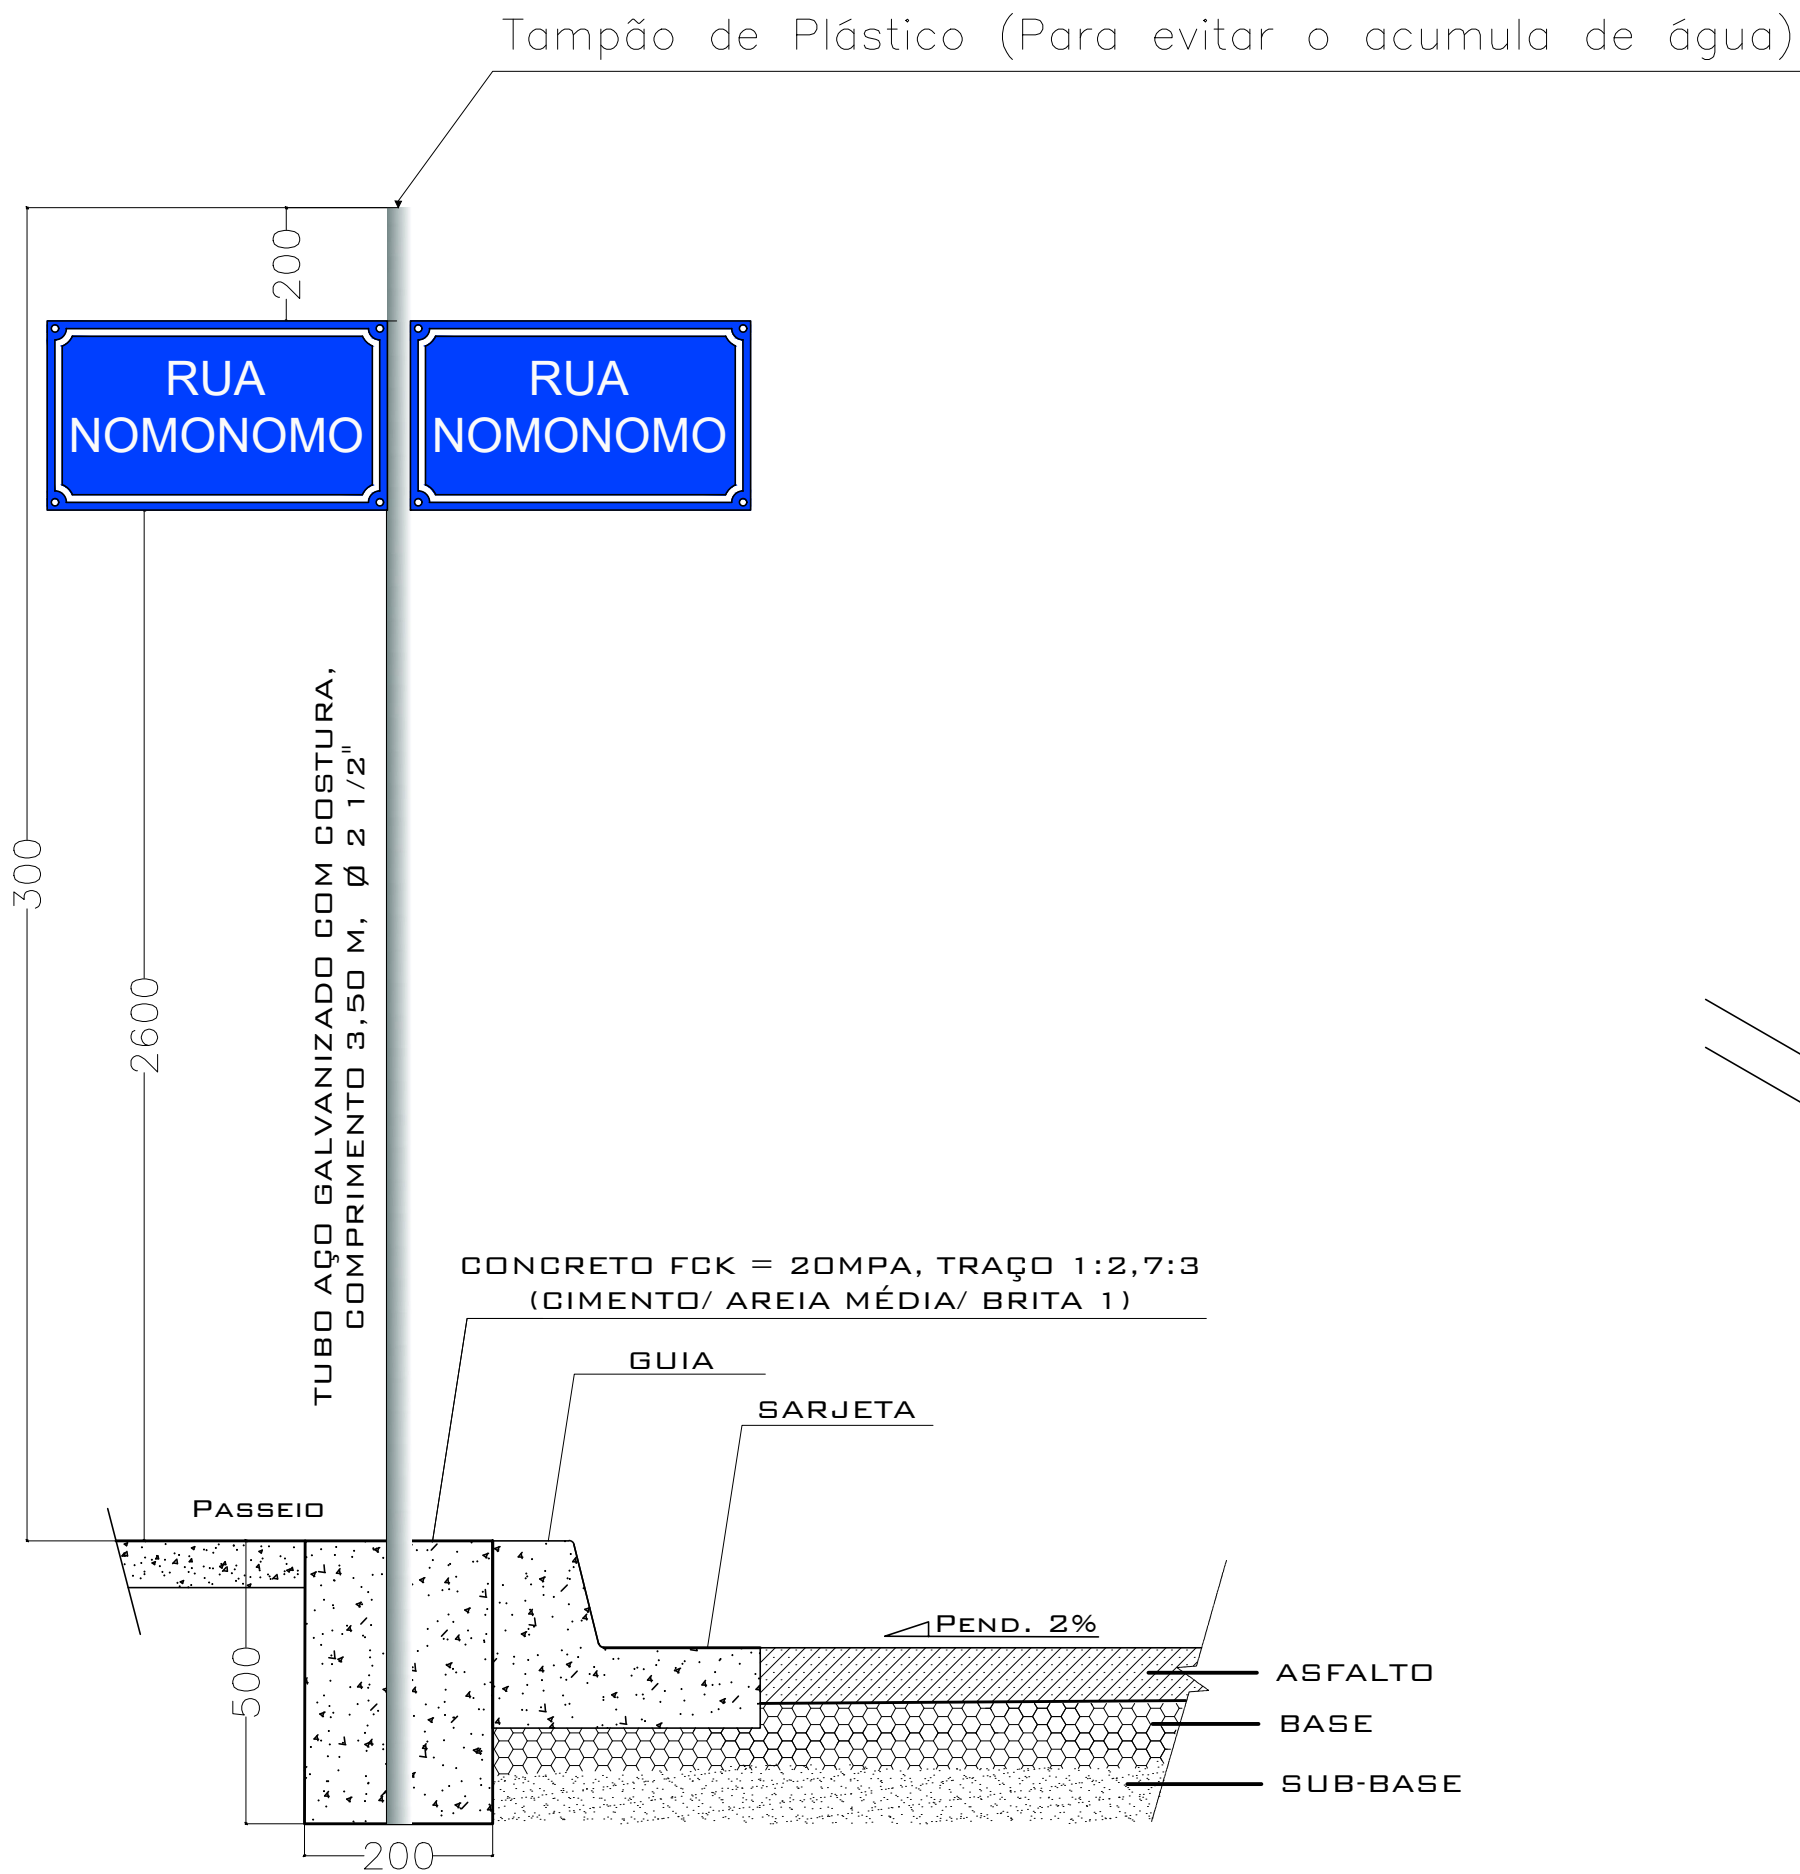 Tampão de Plástico (Para evitar o acumula de água)
200
RUA
NOMONOMO
RUA
NOMONOMO
300
2600
TUBO AÇO GALVANIZADO COM COSTURA,
COMPRIMENTO 3,50 M, Ø 2 1/2"
CONCRETO FCK = 20MPA, TRAÇO 1:2,7:3
(CIMENTO/ AREIA MÉDIA/ BRITA 1)
GUIA
SARJETA
PASSEIO
PEND. 2%
500
ASFALTO
BASE
SUB-BASE
200